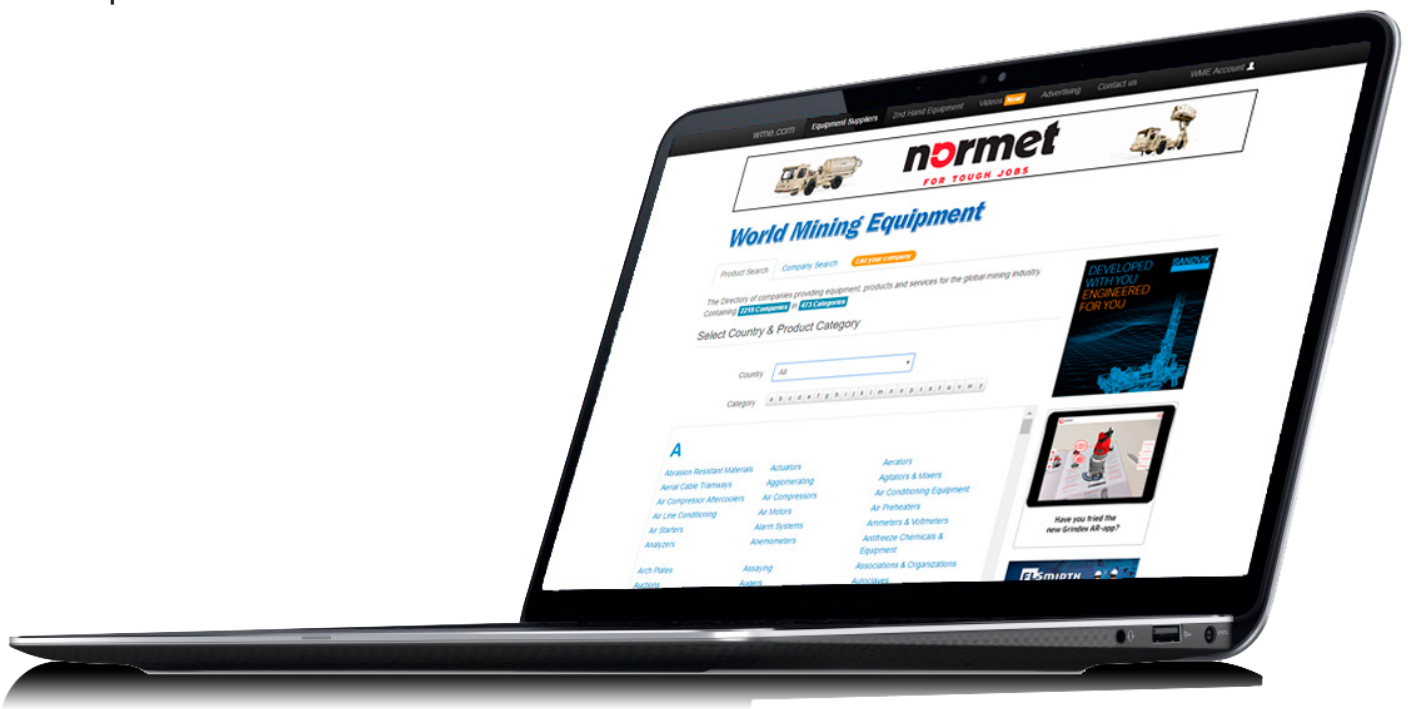 wme.com Equipment Suppliers 2nd Hand Equipment Videos New! Advertising Contact us WME Account
normet
FOR TOUGH JOBS
World Mining Equipment
Product Search Company Search List your company
The Directory of companies providing equipment, products and services for the global mining industry.
Containing 2219 Companies in 473 Categories
Select Country & Product Category
Country All
Category a b c d e f g h i j k l m n o p r s t u v w y
A
Abrasion Resistant Materials Actuators Aerators
Aerial Cable Tramways Agglomerating Agitators & Mixers
Air Compressor Aftercoolers Air Compressors Air Conditioning Equipment
Air Line Conditioning Air Motors Air Preheaters
Air Starters Alarm Systems Ammeters & Voltmeters
Analyzers Anemometers Antifreeze Chemicals &
Equipment
Arch Plates Assaying Associations & Organizations
Auctions Augers Autoclaves
DEVELOPED
WITH YOU
ENGINEERED
FOR YOU
SANDVIK
Have you tried the
new Grindex AR-app?
FLSMIDTH